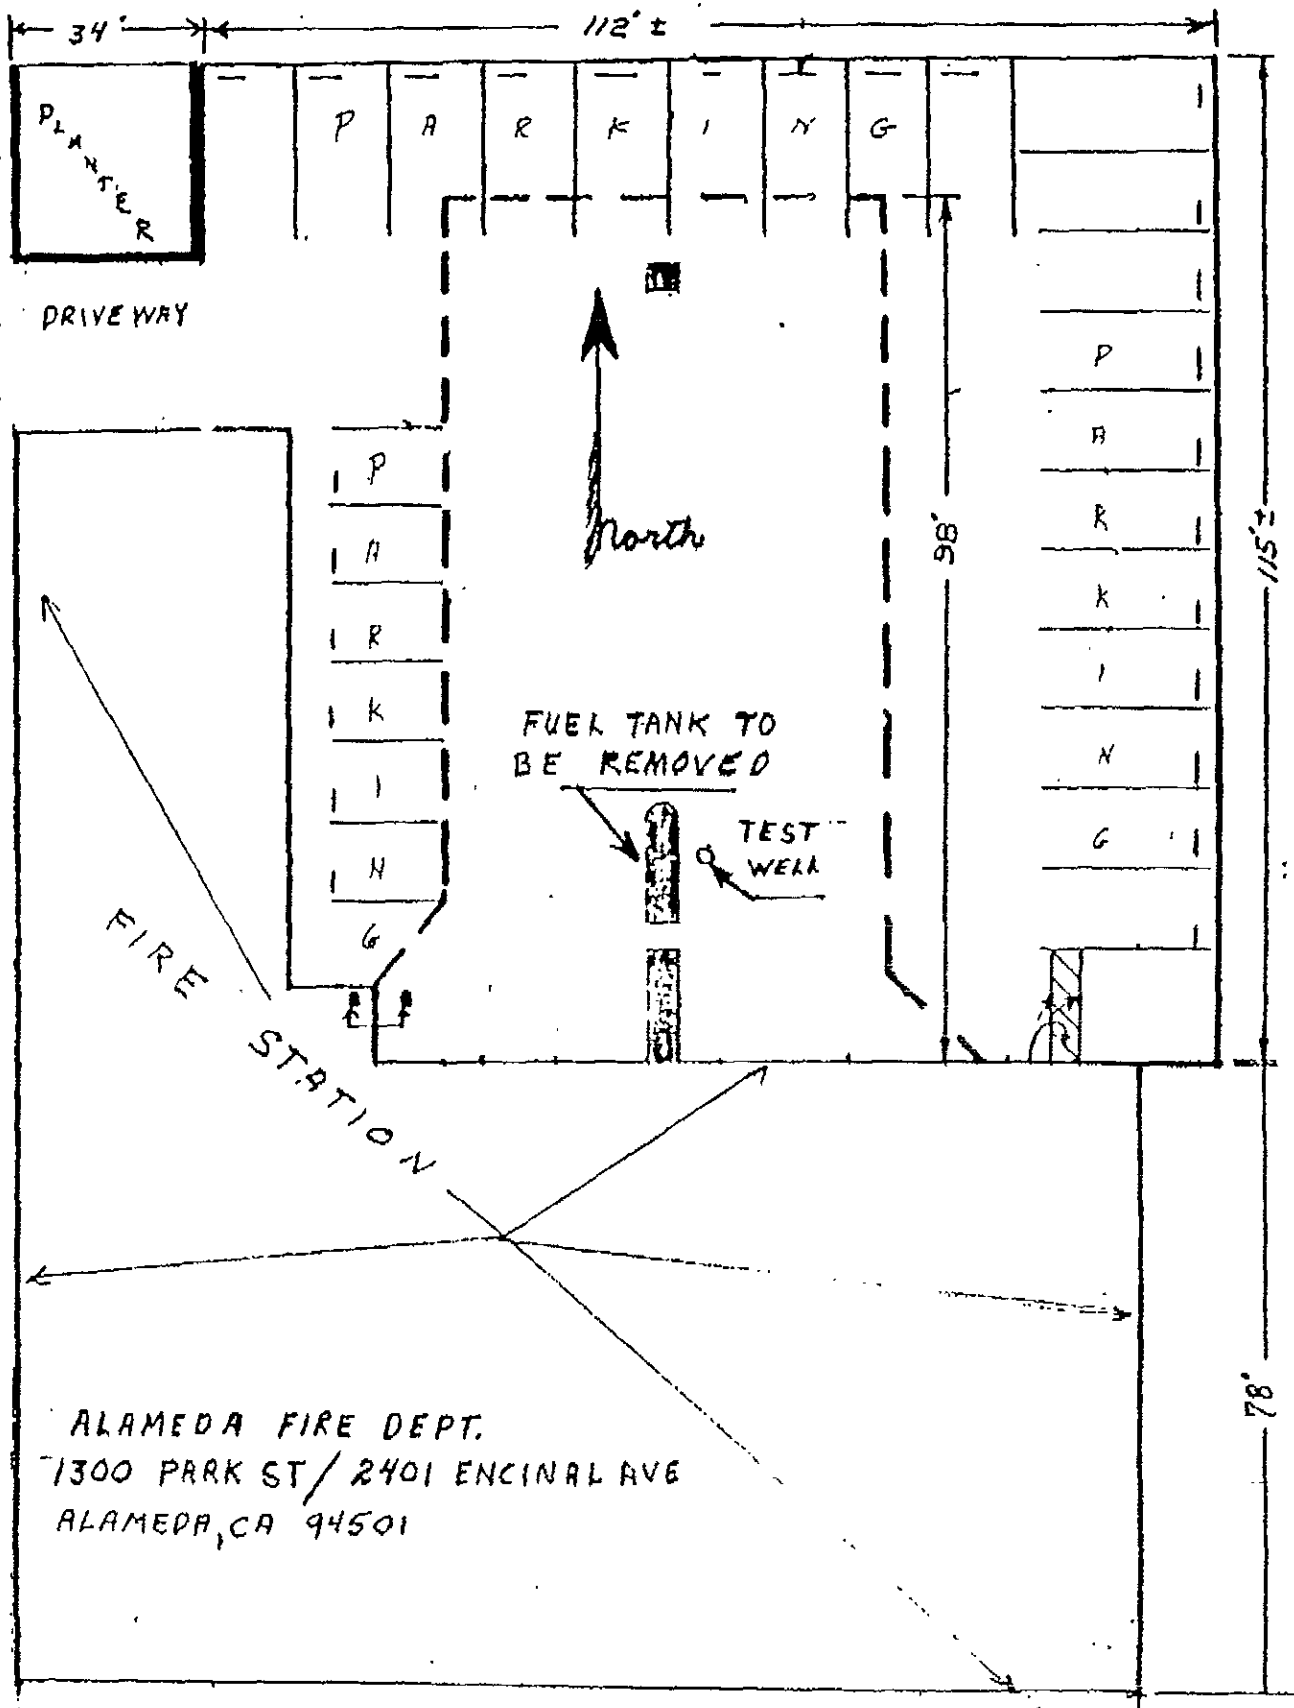 34'
112' ±
PLANTER
PARKING
DRIVEWAY
North
PARKING
PARKING
98'
115' ±
FUEL TANK TO
BE REMOVED
TEST
WELL
FIRE STATION
78'
ALAMEDA FIRE DEPT.
1300 PARK ST / 2401 ENCINAL AVE
ALAMEDA, CA 94501